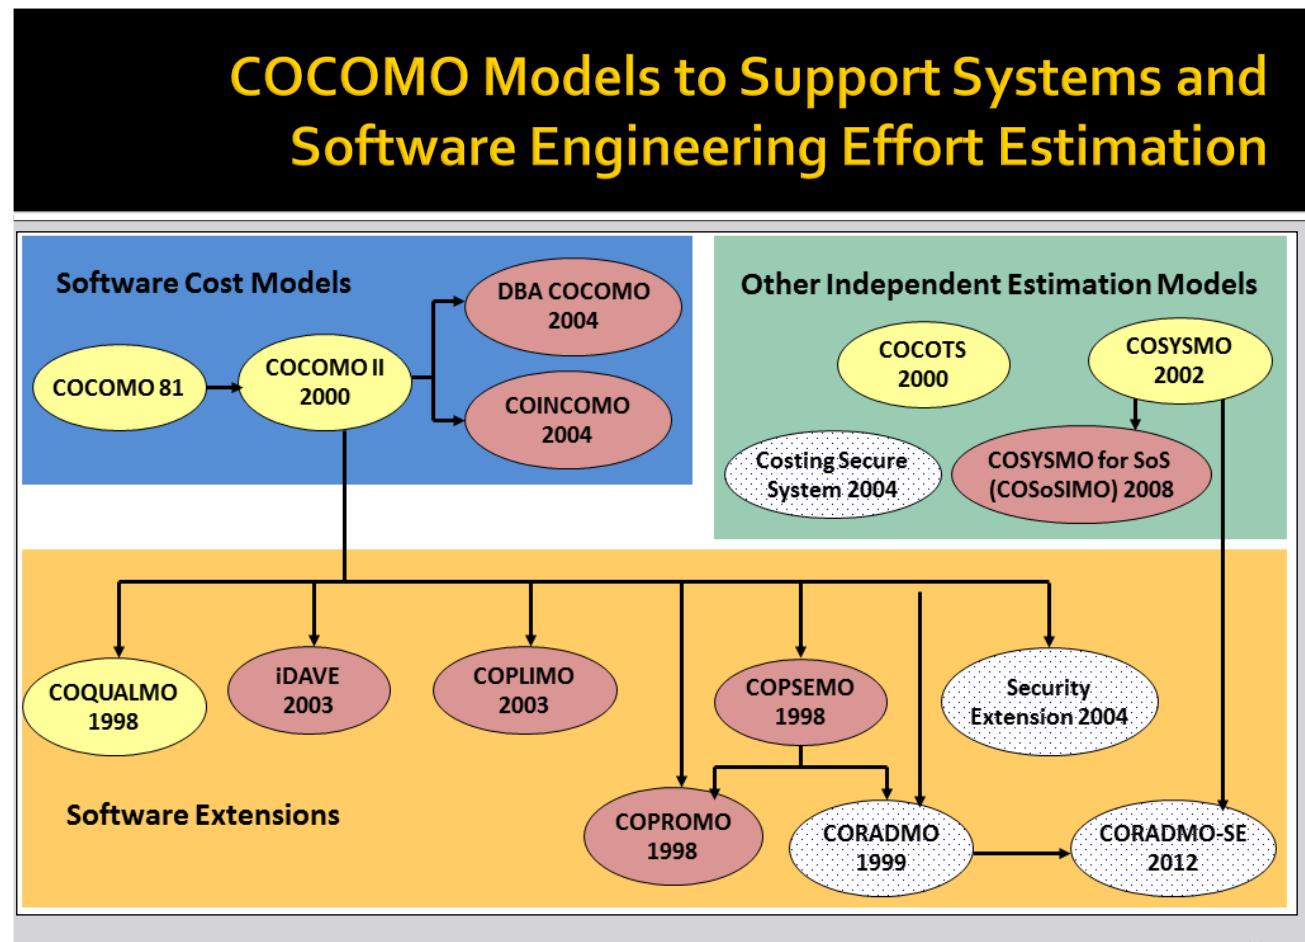 COCOMO Models to Support Systems and
Software Engineering Effort Estimation
Software Cost Models
COCOMO 81
COCOMO II
2000
DBA COCOMO
2004
COINCOMO
2004
Other Independent Estimation Models
COCOTS
2000
COSYSMO
2002
Costing Secure
System 2004
COSYSMO for SoS
(COSoSIMO) 2008
COQUALMO
1998
iDAVE
2003
COPLIMO
2003
COPSEMO
1998
Security
Extension 2004
Software Extensions
COPROMO
1998
CORADMO
1999
CORADMO-SE
2012